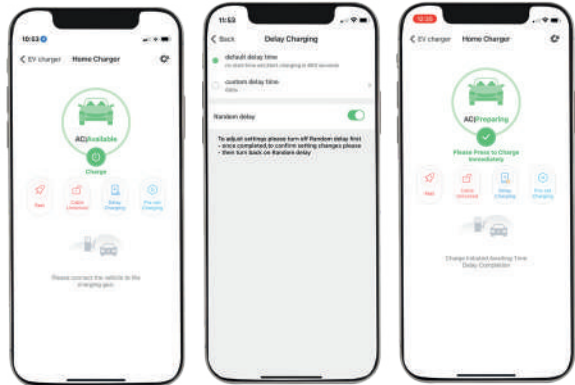 10:53
EV charger
Home Charger
AC|Available
Charge
Fast
Cable Unlocked
Delay Charging
Pre-set Charging
Please connect the vehicle to the
charging gun
11:53
Back
Delay Charging
default delay time
custom delay time
Random delay
To adjust settings please turn off Random delay first
- once completed, to confirm setting changes please
- then turn back on Random delay
EV charger
Home Charger
AC|Preparing
Please Press to Charge
Immediately
Cable Unlocked
Delay Charging
Pre-set Charging
Charge Initiated Awaiting Time
Delay Completion